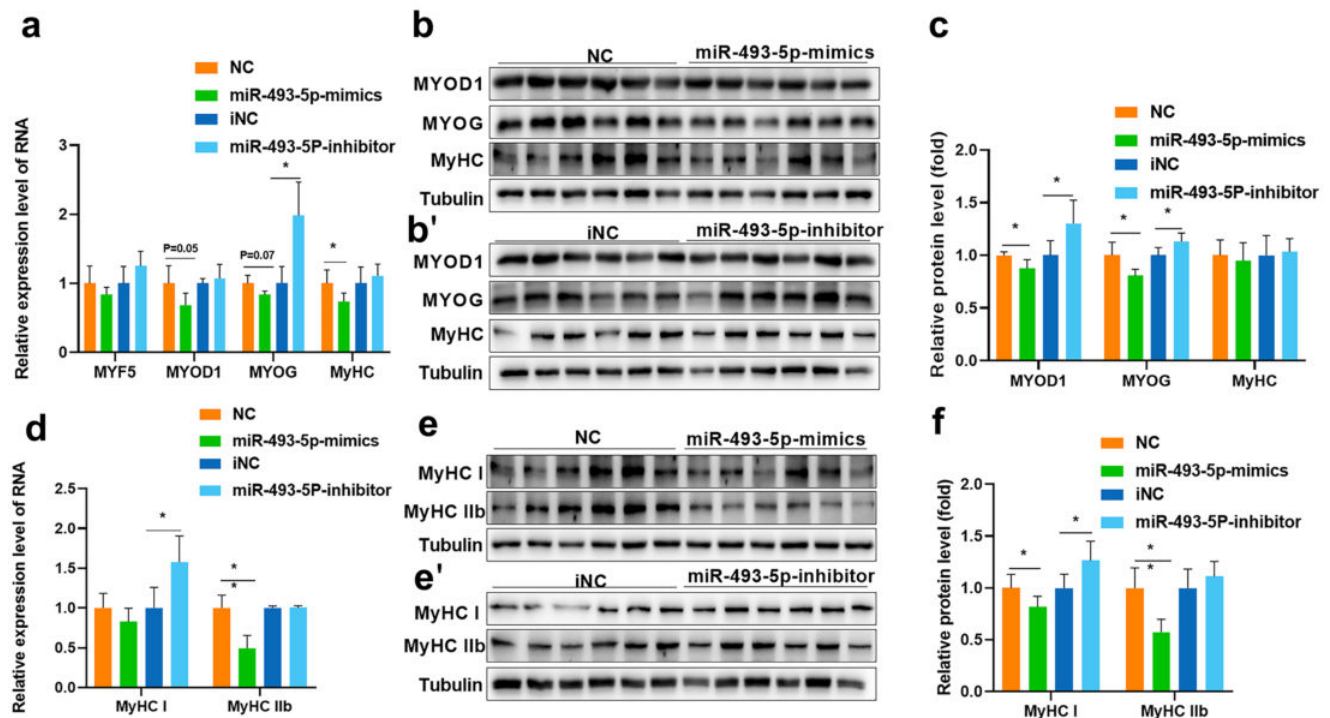 a
NC
miR-493-5p-mimics
iNC
miR-493-5P-inhibitor
Relative expression level of RNA
3
2
1
0
P=0.05
P=0.07
*
*
MYF5 MYOD1 MYOG MyHC
b
NC miR-493-5p-mimics
MYOD1
MYOG
MyHC
Tubulin
b'
iNC miR-493-5p-inhibitor
MYOD1
MYOG
MyHC
Tubulin
c
NC
miR-493-5p-mimics
iNC
miR-493-5P-inhibitor
Relative protein level (fold)
2.0
1.5
1.0
0.5
0.0
* * * *
MYOD1 MYOG MyHC
d
NC
miR-493-5p-mimics
iNC
miR-493-5P-inhibitor
Relative expression level of RNA
2.5
2.0
1.5
1.0
0.5
0.0
*
*
*
MyHC I MyHC IIb
e
NC miR-493-5p-mimics
MyHC I
MyHC IIb
Tubulin
e'
iNC miR-493-5p-inhibitor
MyHC I
MyHC IIb
Tubulin
f
NC
miR-493-5p-mimics
iNC
miR-493-5P-inhibitor
Relative protein level (fold)
2.0
1.5
1.0
0.5
0.0
* *
*
*
MyHC I MyHC IIb